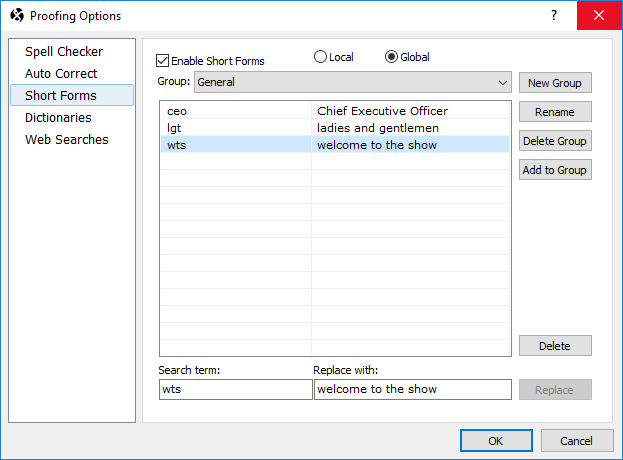 Proofing Options
?
Spell Checker
Auto Correct
Short Forms
Dictionaries
Web Searches
Enable Short Forms
Local
Global
Group:
General
New Group
ceo Chief Executive Officer
Rename
lgt ladies and gentlemen
wts welcome to the show
Delete Group
Add to Group
Delete
Search term: Replace with:
wts welcome to the show
Replace
OK
Cancel